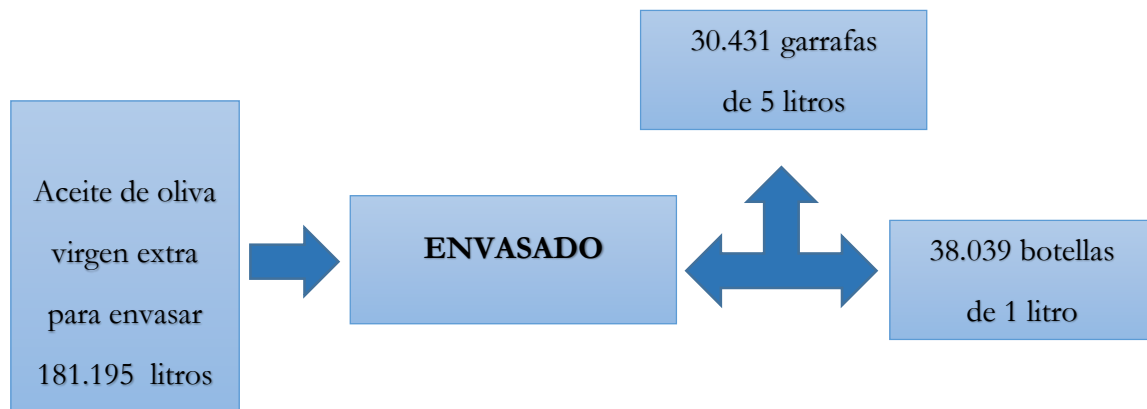 Aceite de oliva
virgen extra
para envasar
181.195 litros
ENVASADO
30.431 garrafas
de 5 litros
38.039 botellas
de 1 litro